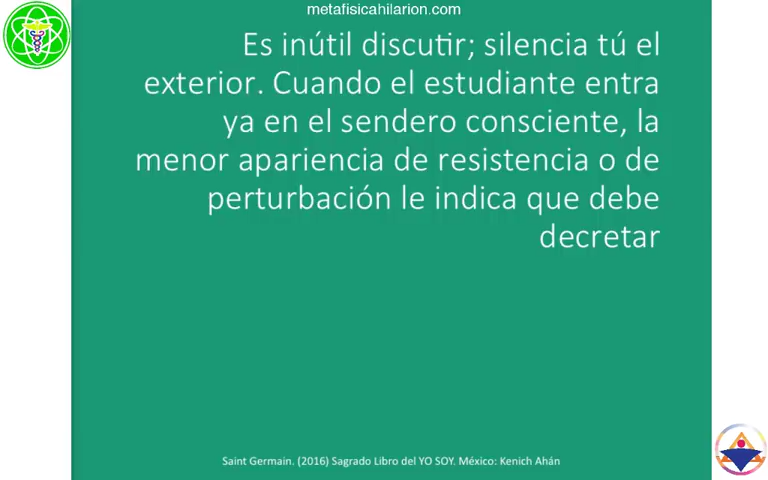 metafisicahilarion.com
Es inútil discutir; silencia tú el
exterior. Cuando el estudiante entra
ya en el sendero consciente, la
menor apariencia de resistencia o de
perturbación le indica que debe
decretar
Saint Germain. (2016) Sagrado Libro del YO SOY. México: Kenich Ahán